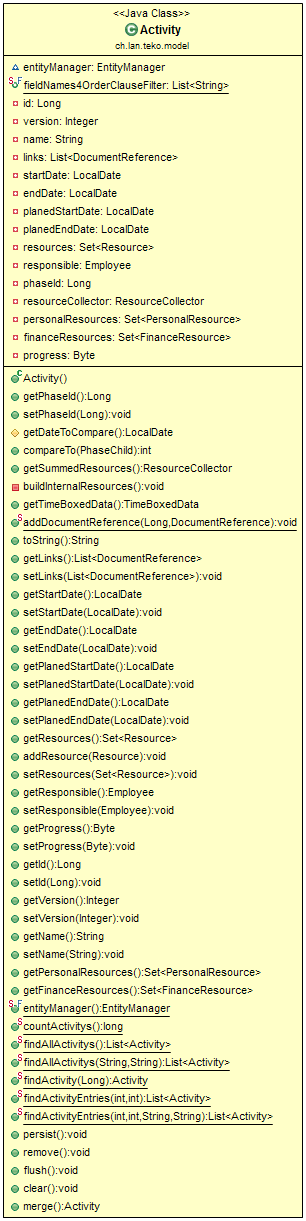 <<Java Class>>
Activity
ch.lan.teko.model
entityManager: EntityManager
fieldNames4OrderClauseFilter: List<String>
id: Long
version: Integer
name: String
links: List<DocumentReference>
startDate: LocalDate
endDate: LocalDate
planedStartDate: LocalDate
planedEndDate: LocalDate
resources: Set<Resource>
responsible: Employee
phaseId: Long
resourceCollector: ResourceCollector
personalResources: Set<PersonalResource>
financeResources: Set<FinanceResource>
progress: Byte
Activity()
getPhaseId():Long
setPhaseId(Long):void
getDateToCompare():LocalDate
compareTo(PhaseChild):int
getSummedResources():ResourceCollector
buildInternalResources():void
getTimeBoxedData():TimeBoxedData
addDocumentReference(Long,DocumentReference):void
toString():String
getLinks():List<DocumentReference>
setLinks(List<DocumentReference>):void
getStartDate():LocalDate
setStartDate(LocalDate):void
getEndDate():LocalDate
setEndDate(LocalDate):void
getPlanedStartDate():LocalDate
setPlanedStartDate(LocalDate):void
getPlanedEndDate():LocalDate
setPlanedEndDate(LocalDate):void
getResources():Set<Resource>
addResource(Resource):void
setResources(Set<Resource>):void
getResponsible():Employee
setResponsible(Employee):void
getProgress():Byte
setProgress(Byte):void
getId():Long
setId(Long):void
getVersion():Integer
setVersion(Integer):void
getName():String
setName(String):void
getPersonalResources():Set<PersonalResource>
getFinanceResources():Set<FinanceResource>
entityManager():EntityManager
countActivitys():long
findAllActivitys():List<Activity>
findAllActivitys(String,String):List<Activity>
findActivity(Long):Activity
findActivityEntries(int,int):List<Activity>
findActivityEntries(int,int,String,String):List<Activity>
persist():void
remove():void
flush():void
clear():void
merge():Activity